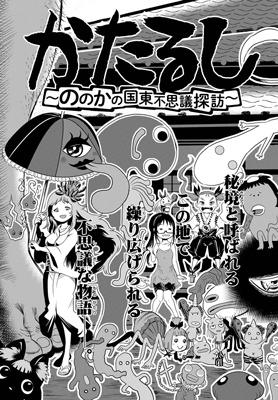 かたるし
～ののかの国東不思議探訪～
秘境と呼ばれる
この地で
繰り広げられる
不思議な物語